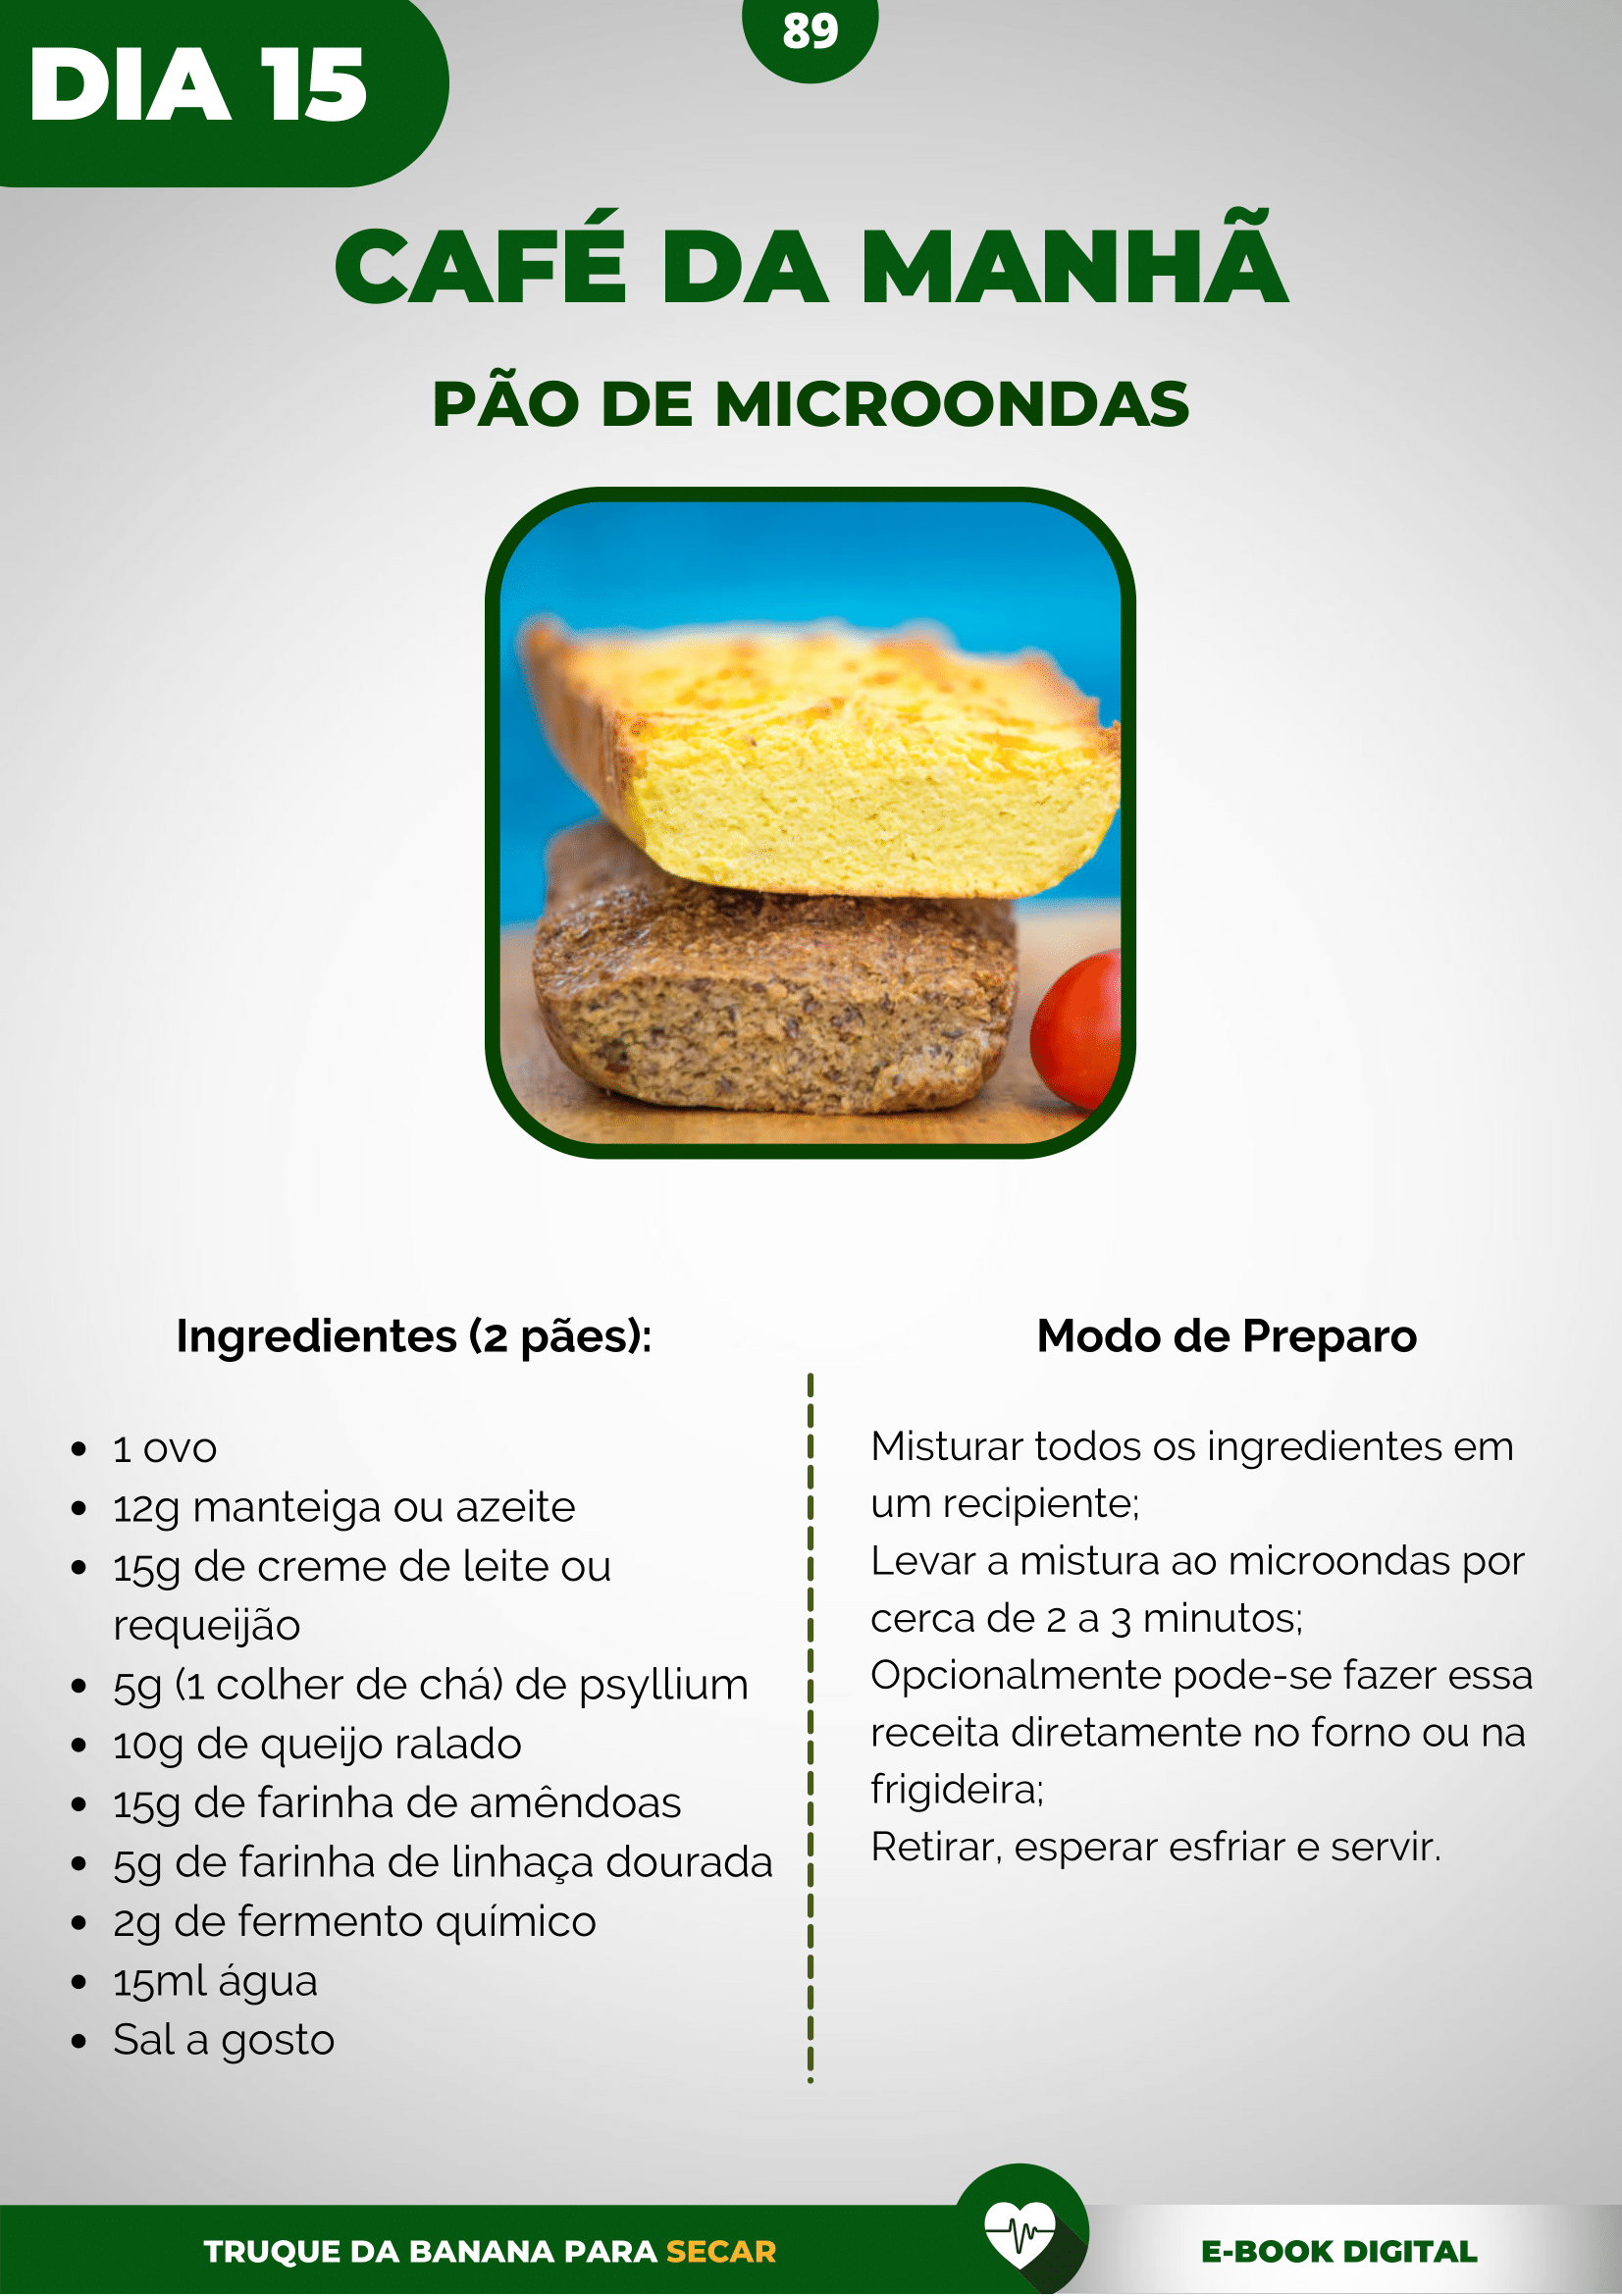 DIA 15
89
CAFÉ DA MANHÃ
PÃO DE MICROONDAS
Ingredientes (2 pães):
• 1 ovo
• 12g manteiga ou azeite
• 15g de creme de leite ou
requeijão
• 5g (1 colher de chá) de psyllium
• 10g de queijo ralado
• 15g de farinha de amêndoas
• 5g de farinha de linhaça dourada
• 2g de fermento químico
• 15ml água
• Sal a gosto
Modo de Preparo
Misturar todos os ingredientes em
um recipiente;
Levar a mistura ao microondas por
cerca de 2 a 3 minutos;
Opcionalmente pode-se fazer essa
receita diretamente no forno ou na
frigideira;
Retirar, esperar esfriar e servir.
TRUQUE DA BANANA PARA SECAR
E-BOOK DIGITAL